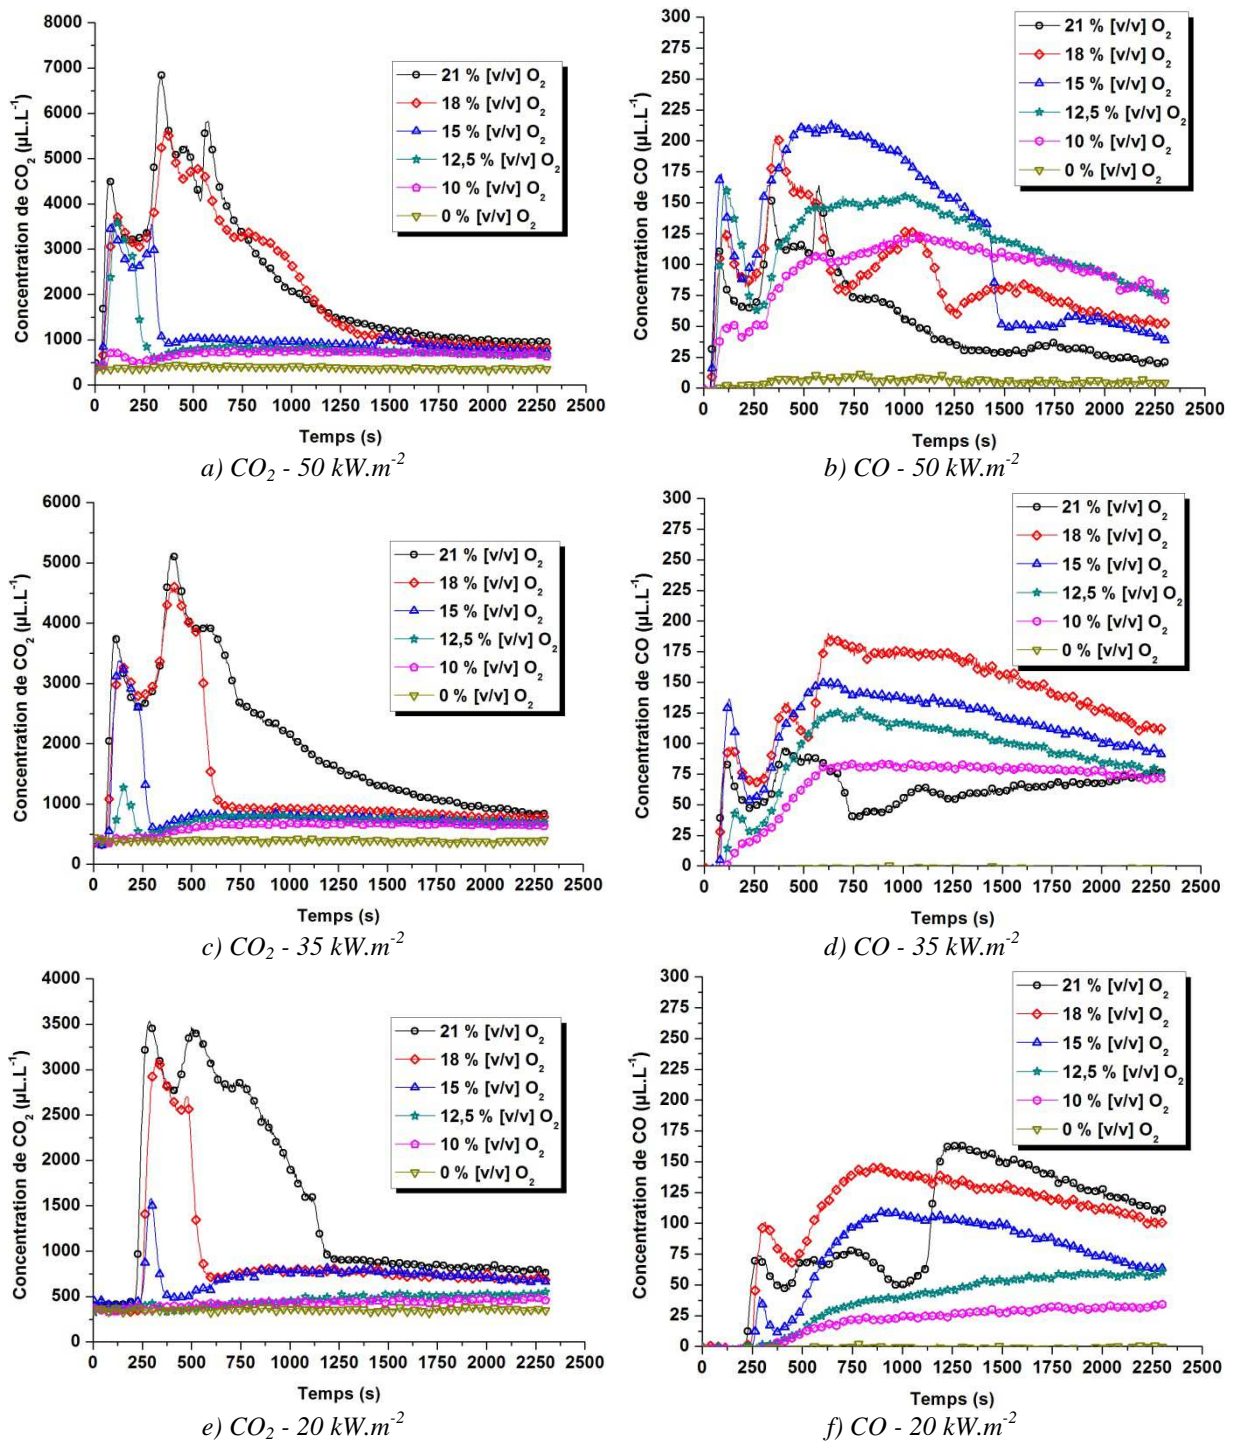 8000
7000
6000
5000
4000
3000
2000
1000
0
Concentration de CO₂ (µL.L⁻¹)
21 % [v/v] O₂
18 % [v/v] O₂
15 % [v/v] O₂
12,5 % [v/v] O₂
10 % [v/v] O₂
0 % [v/v] O₂
0 250 500 750 1000 1250 1500 1750 2000 2250 2500
Temps (s)
a) CO₂ - 50 kW.m⁻²
300
275
250
225
200
175
150
125
100
75
50
25
0
Concentration de CO (µL.L⁻¹)
21 % [v/v] O₂
18 % [v/v] O₂
15 % [v/v] O₂
12,5 % [v/v] O₂
10 % [v/v] O₂
0 % [v/v] O₂
0 250 500 750 1000 1250 1500 1750 2000 2250 2500
Temps (s)
b) CO - 50 kW.m⁻²
6000
5000
4000
3000
2000
1000
0
Concentration de CO₂ (µL.L⁻¹)
21 % [v/v] O₂
18 % [v/v] O₂
15 % [v/v] O₂
12,5 % [v/v] O₂
10 % [v/v] O₂
0 % [v/v] O₂
0 250 500 750 1000 1250 1500 1750 2000 2250 2500
Temps (s)
c) CO₂ - 35 kW.m⁻²
300
275
250
225
200
175
150
125
100
75
50
25
0
Concentration de CO (µL.L⁻¹)
21 % [v/v] O₂
18 % [v/v] O₂
15 % [v/v] O₂
12,5 % [v/v] O₂
10 % [v/v] O₂
0 % [v/v] O₂
0 250 500 750 1000 1250 1500 1750 2000 2250 2500
Temps (s)
d) CO - 35 kW.m⁻²
4000
3500
3000
2500
2000
1500
1000
500
0
Concentration de CO₂ (µL.L⁻¹)
21 % [v/v] O₂
18 % [v/v] O₂
15 % [v/v] O₂
12,5 % [v/v] O₂
10 % [v/v] O₂
0 % [v/v] O₂
0 250 500 750 1000 1250 1500 1750 2000 2250 2500
Temps (s)
e) CO₂ - 20 kW.m⁻²
300
275
250
225
200
175
150
125
100
75
50
25
0
Concentration de CO (µL.L⁻¹)
21 % [v/v] O₂
18 % [v/v] O₂
15 % [v/v] O₂
12,5 % [v/v] O₂
10 % [v/v] O₂
0 % [v/v] O₂
0 250 500 750 1000 1250 1500 1750 2000 2250 2500
Temps (s)
f) CO - 20 kW.m⁻²